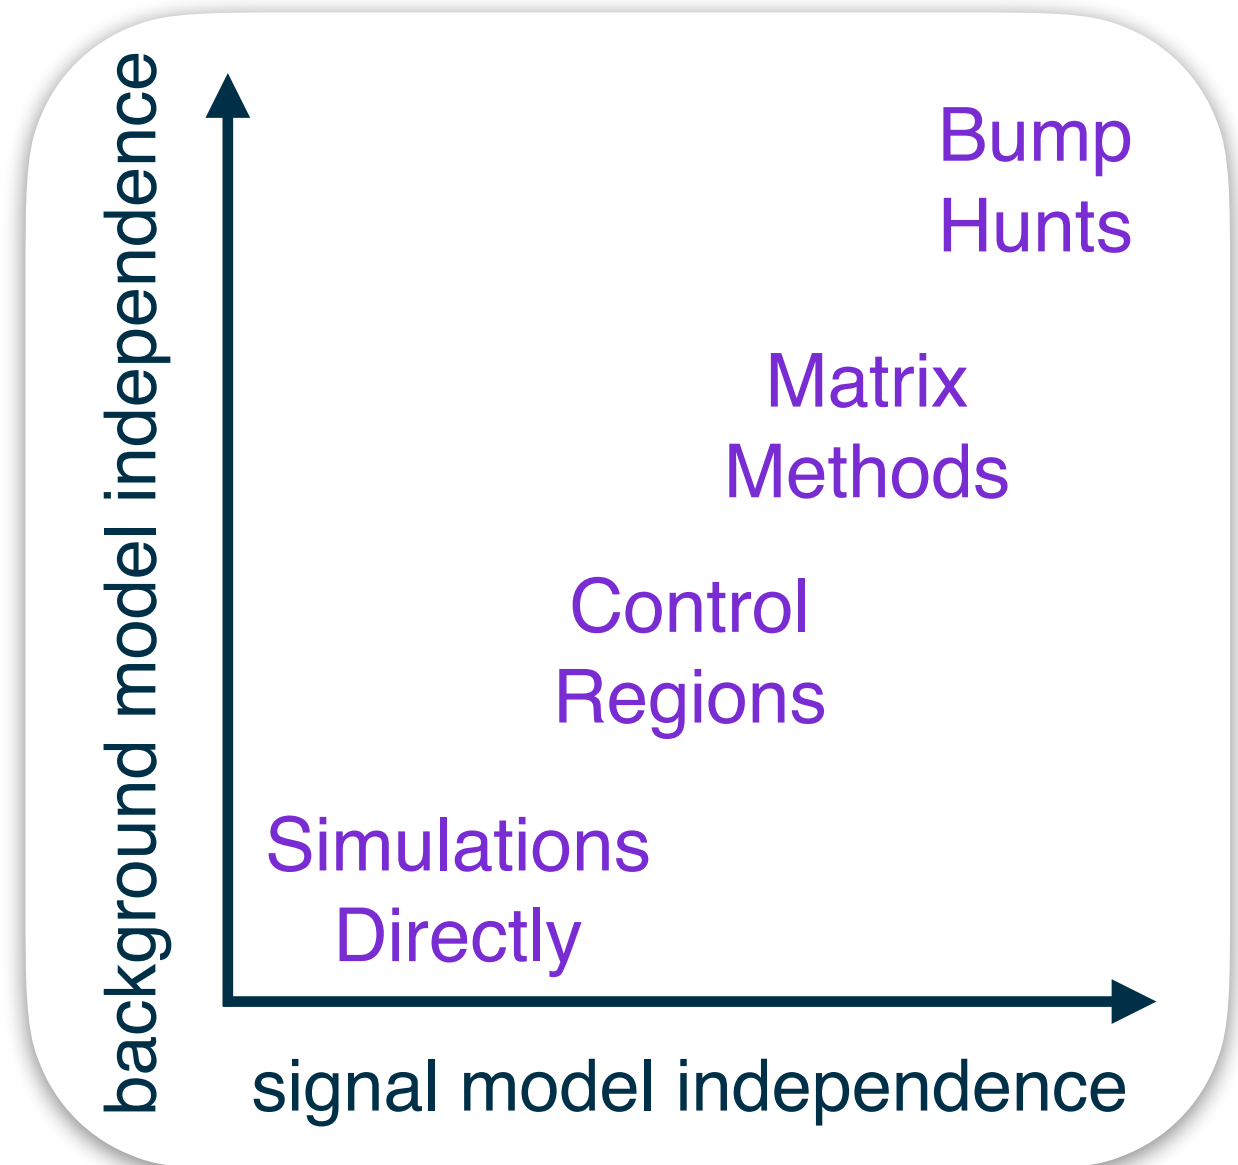 background model independence
Bump
Hunts
Matrix
Methods
Control
Regions
Simulations
Directly
signal model independence